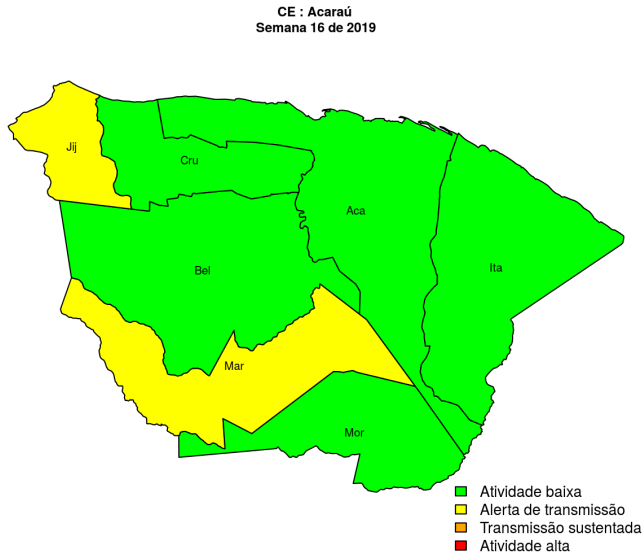 CE : Acaraú
Semana 16 de 2019
Jij
Cru
Aca
Ita
Bel
Mar
Mor
Atividade baixa
Alerta de transmissão
Transmissão sustentada
Atividade alta